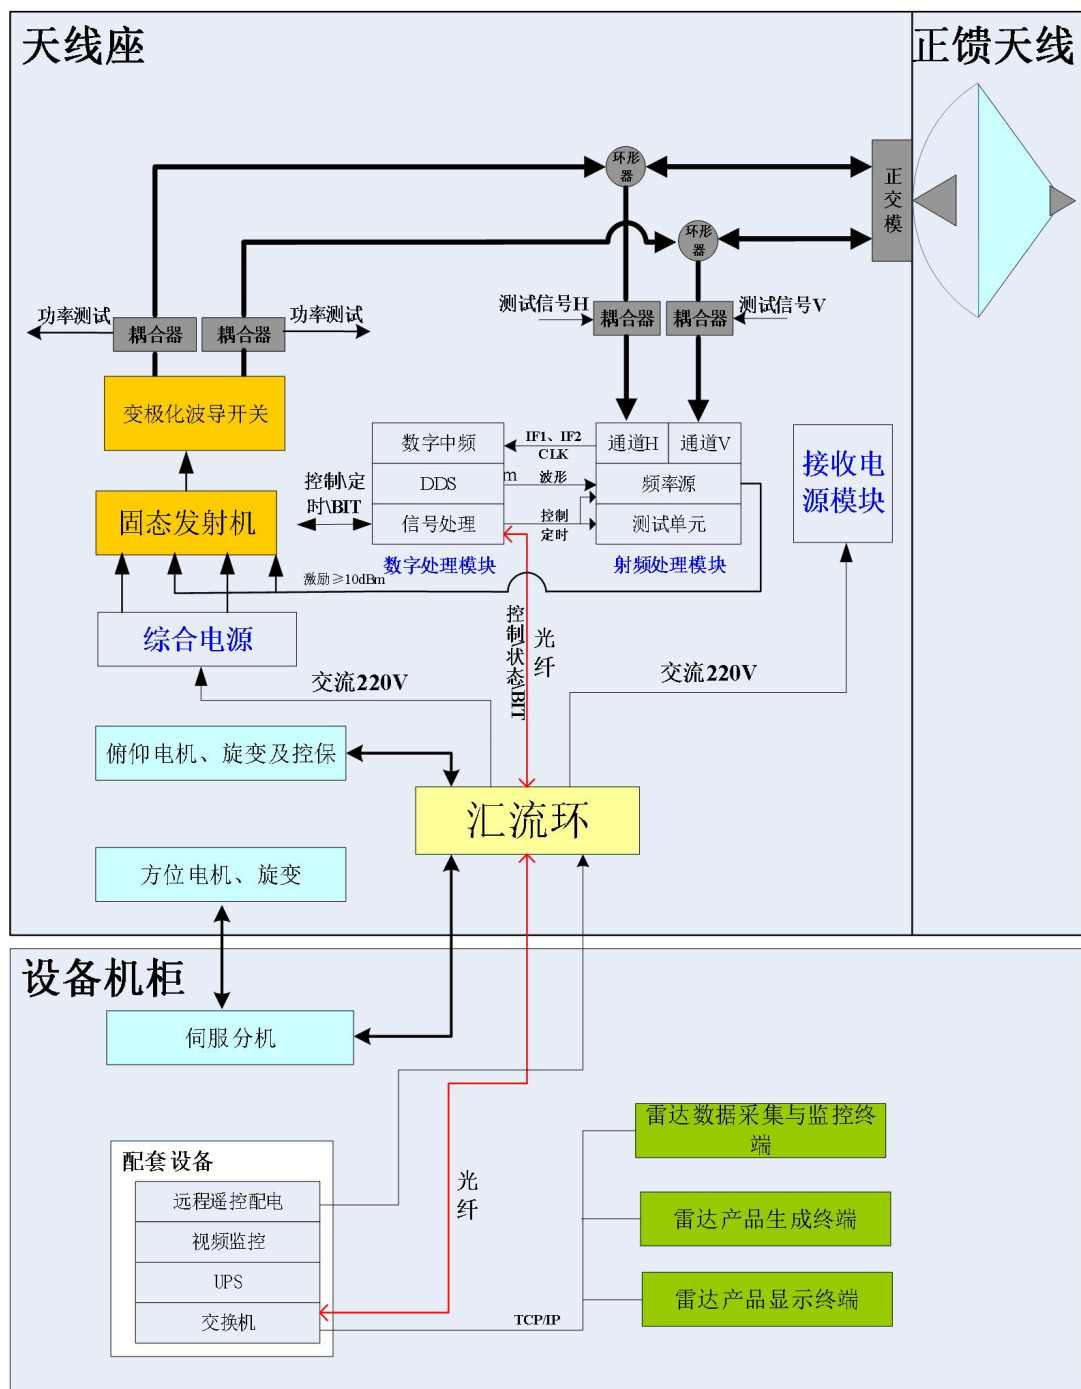 天线座
正馈天线
环形
器
正
交
模
环形
器
功率测试
耦合器
耦合器
功率测试
测试信号H
耦合器
耦合器
测试信号V
变极化波导开关
数字中频
IF1、IF2
CLK
通道H
通道V
接收电
源模块
控制\定
时\BIT
DDS
m
波形
频率源
固态发射机
信号处理
控制
定时
测试单元
数字处理模块
射频处理模块
激励≥10dBm
综合电源
控制\状态\BIT
光
纤
交流220V
交流220V
俯仰电机、旋变及控保
汇流环
方位电机、旋变
设备机柜
伺服分机
雷达数据采集与监控终
端
配套设备
远程遥控配电
光
纤
视频监控
雷达产品生成终端
UPS
交换机
TCP/IP
雷达产品显示终端